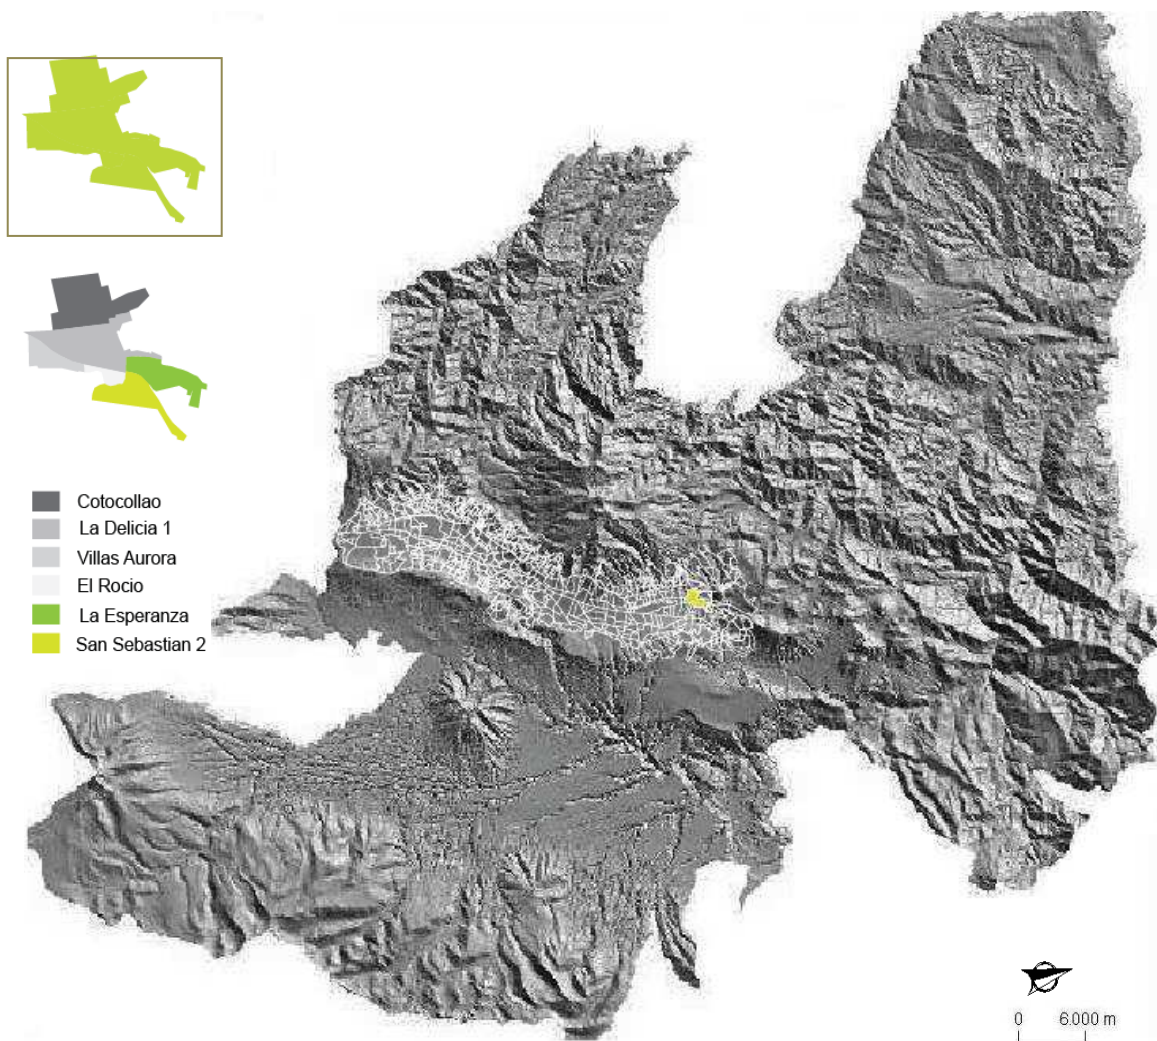 Cotocollao
La Delicia 1
Villas Aurora
El Rocio
La Esperanza
San Sebastian 2
0 6.000 m